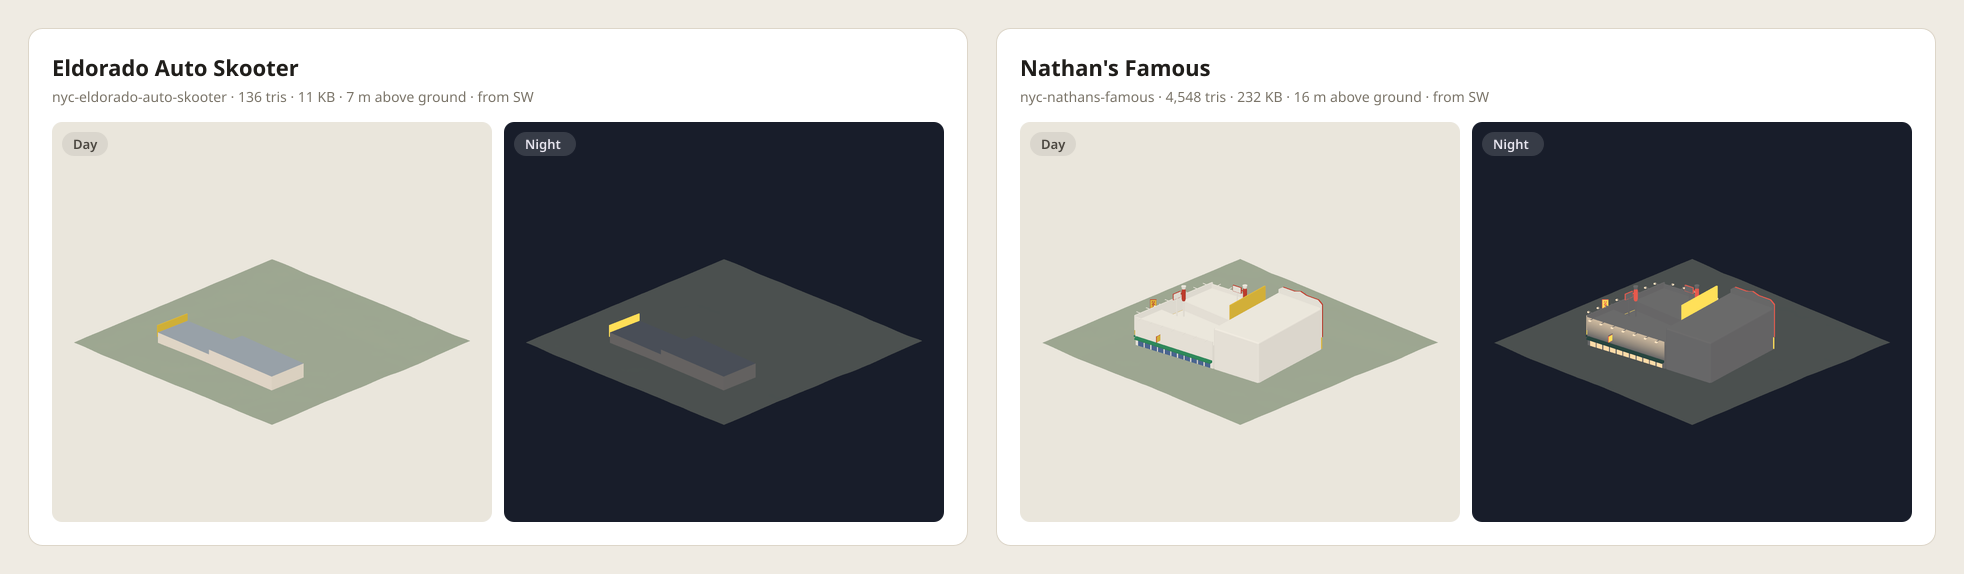 Eldorado Auto Skooter
nyc-eldorado-auto-skooter · 136 tris · 11 KB · 7 m above ground · from SW
Day
Night
Nathan's Famous
nyc-nathans-famous · 4,548 tris · 232 KB · 16 m above ground · from SW
Day
Night